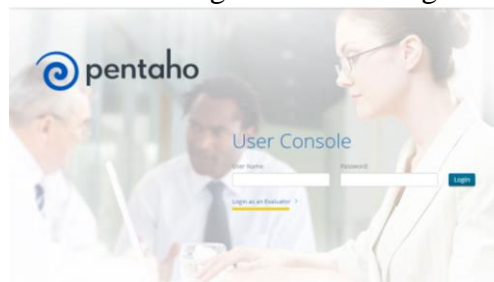 pentaho
User Console
User Name:
Password:
Login
Login as an Evaluator >